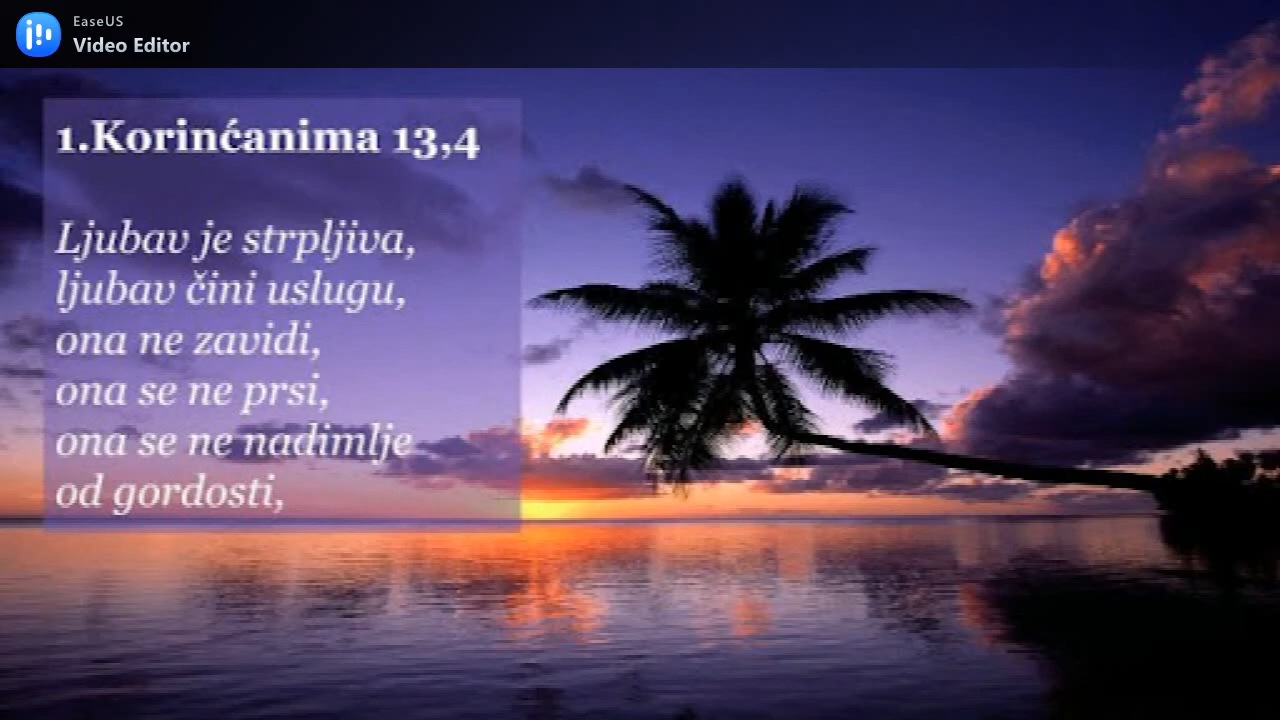 EaseUS
Video Editor
1.Korinćanima 13,4
Ljubav je strpljiva,
ljubav čini uslugu,
ona ne zavidi,
ona se ne prsi,
ona se ne nadimlje
od gordosti,